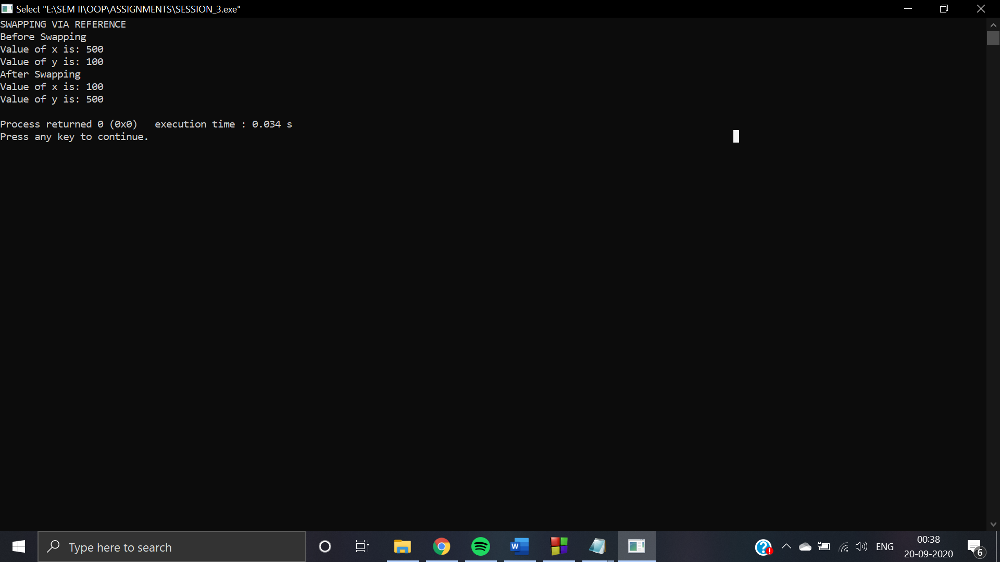 Select "E:\SEM II\OOP\ASSIGNMENTS\SESSION_3.exe"
SWAPPING VIA REFERENCE
Before Swapping
Value of x is: 500
Value of y is: 100
After Swapping
Value of x is: 100
Value of y is: 500
Process returned 0 (0x0)   execution time : 0.034 s
Press any key to continue.
Type here to search
W
ENG
00:38
20-09-2020
6